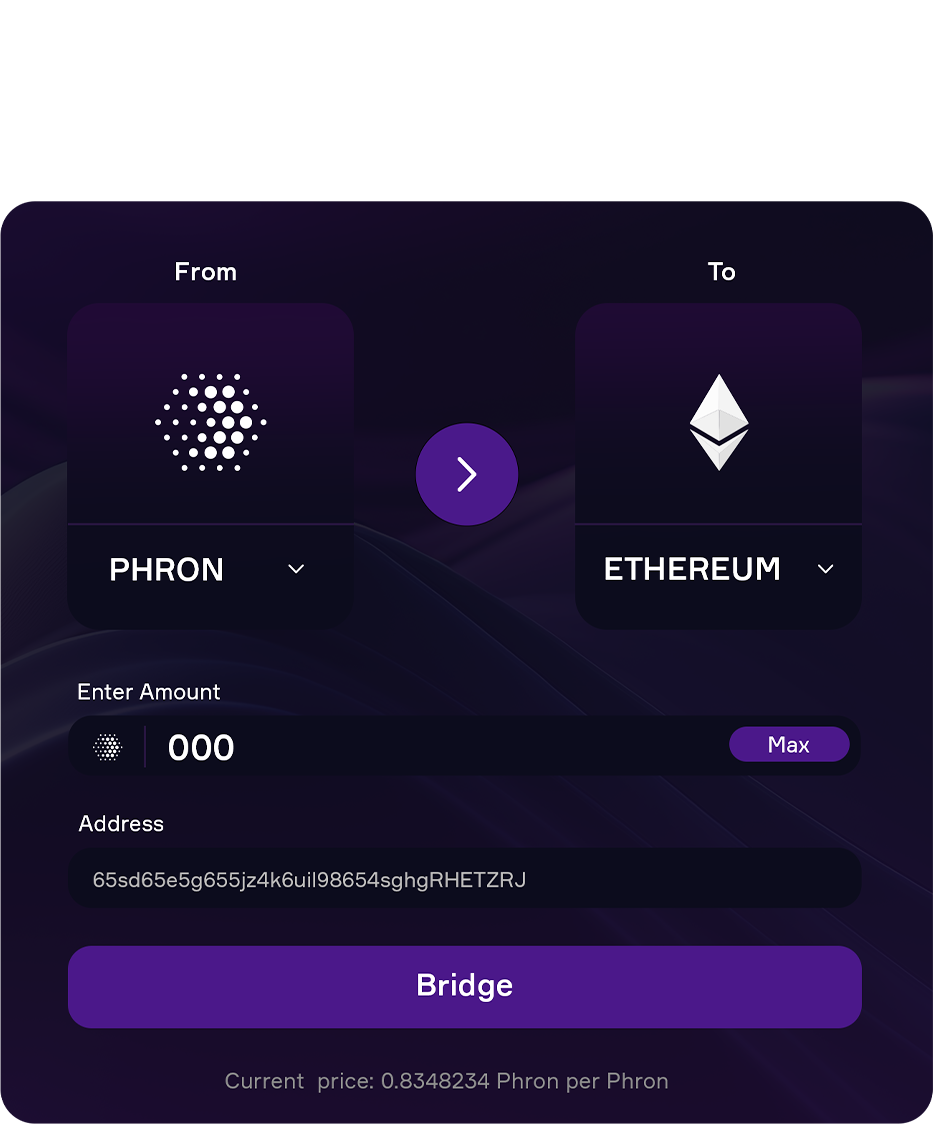 From
To
PHRON
ETHEREUM
Enter Amount
000
Max
Address
65sd65e5g655jz4k6uil98654sghgRHETZRJ
Bridge
Current  price: 0.8348234 Phron per Phron